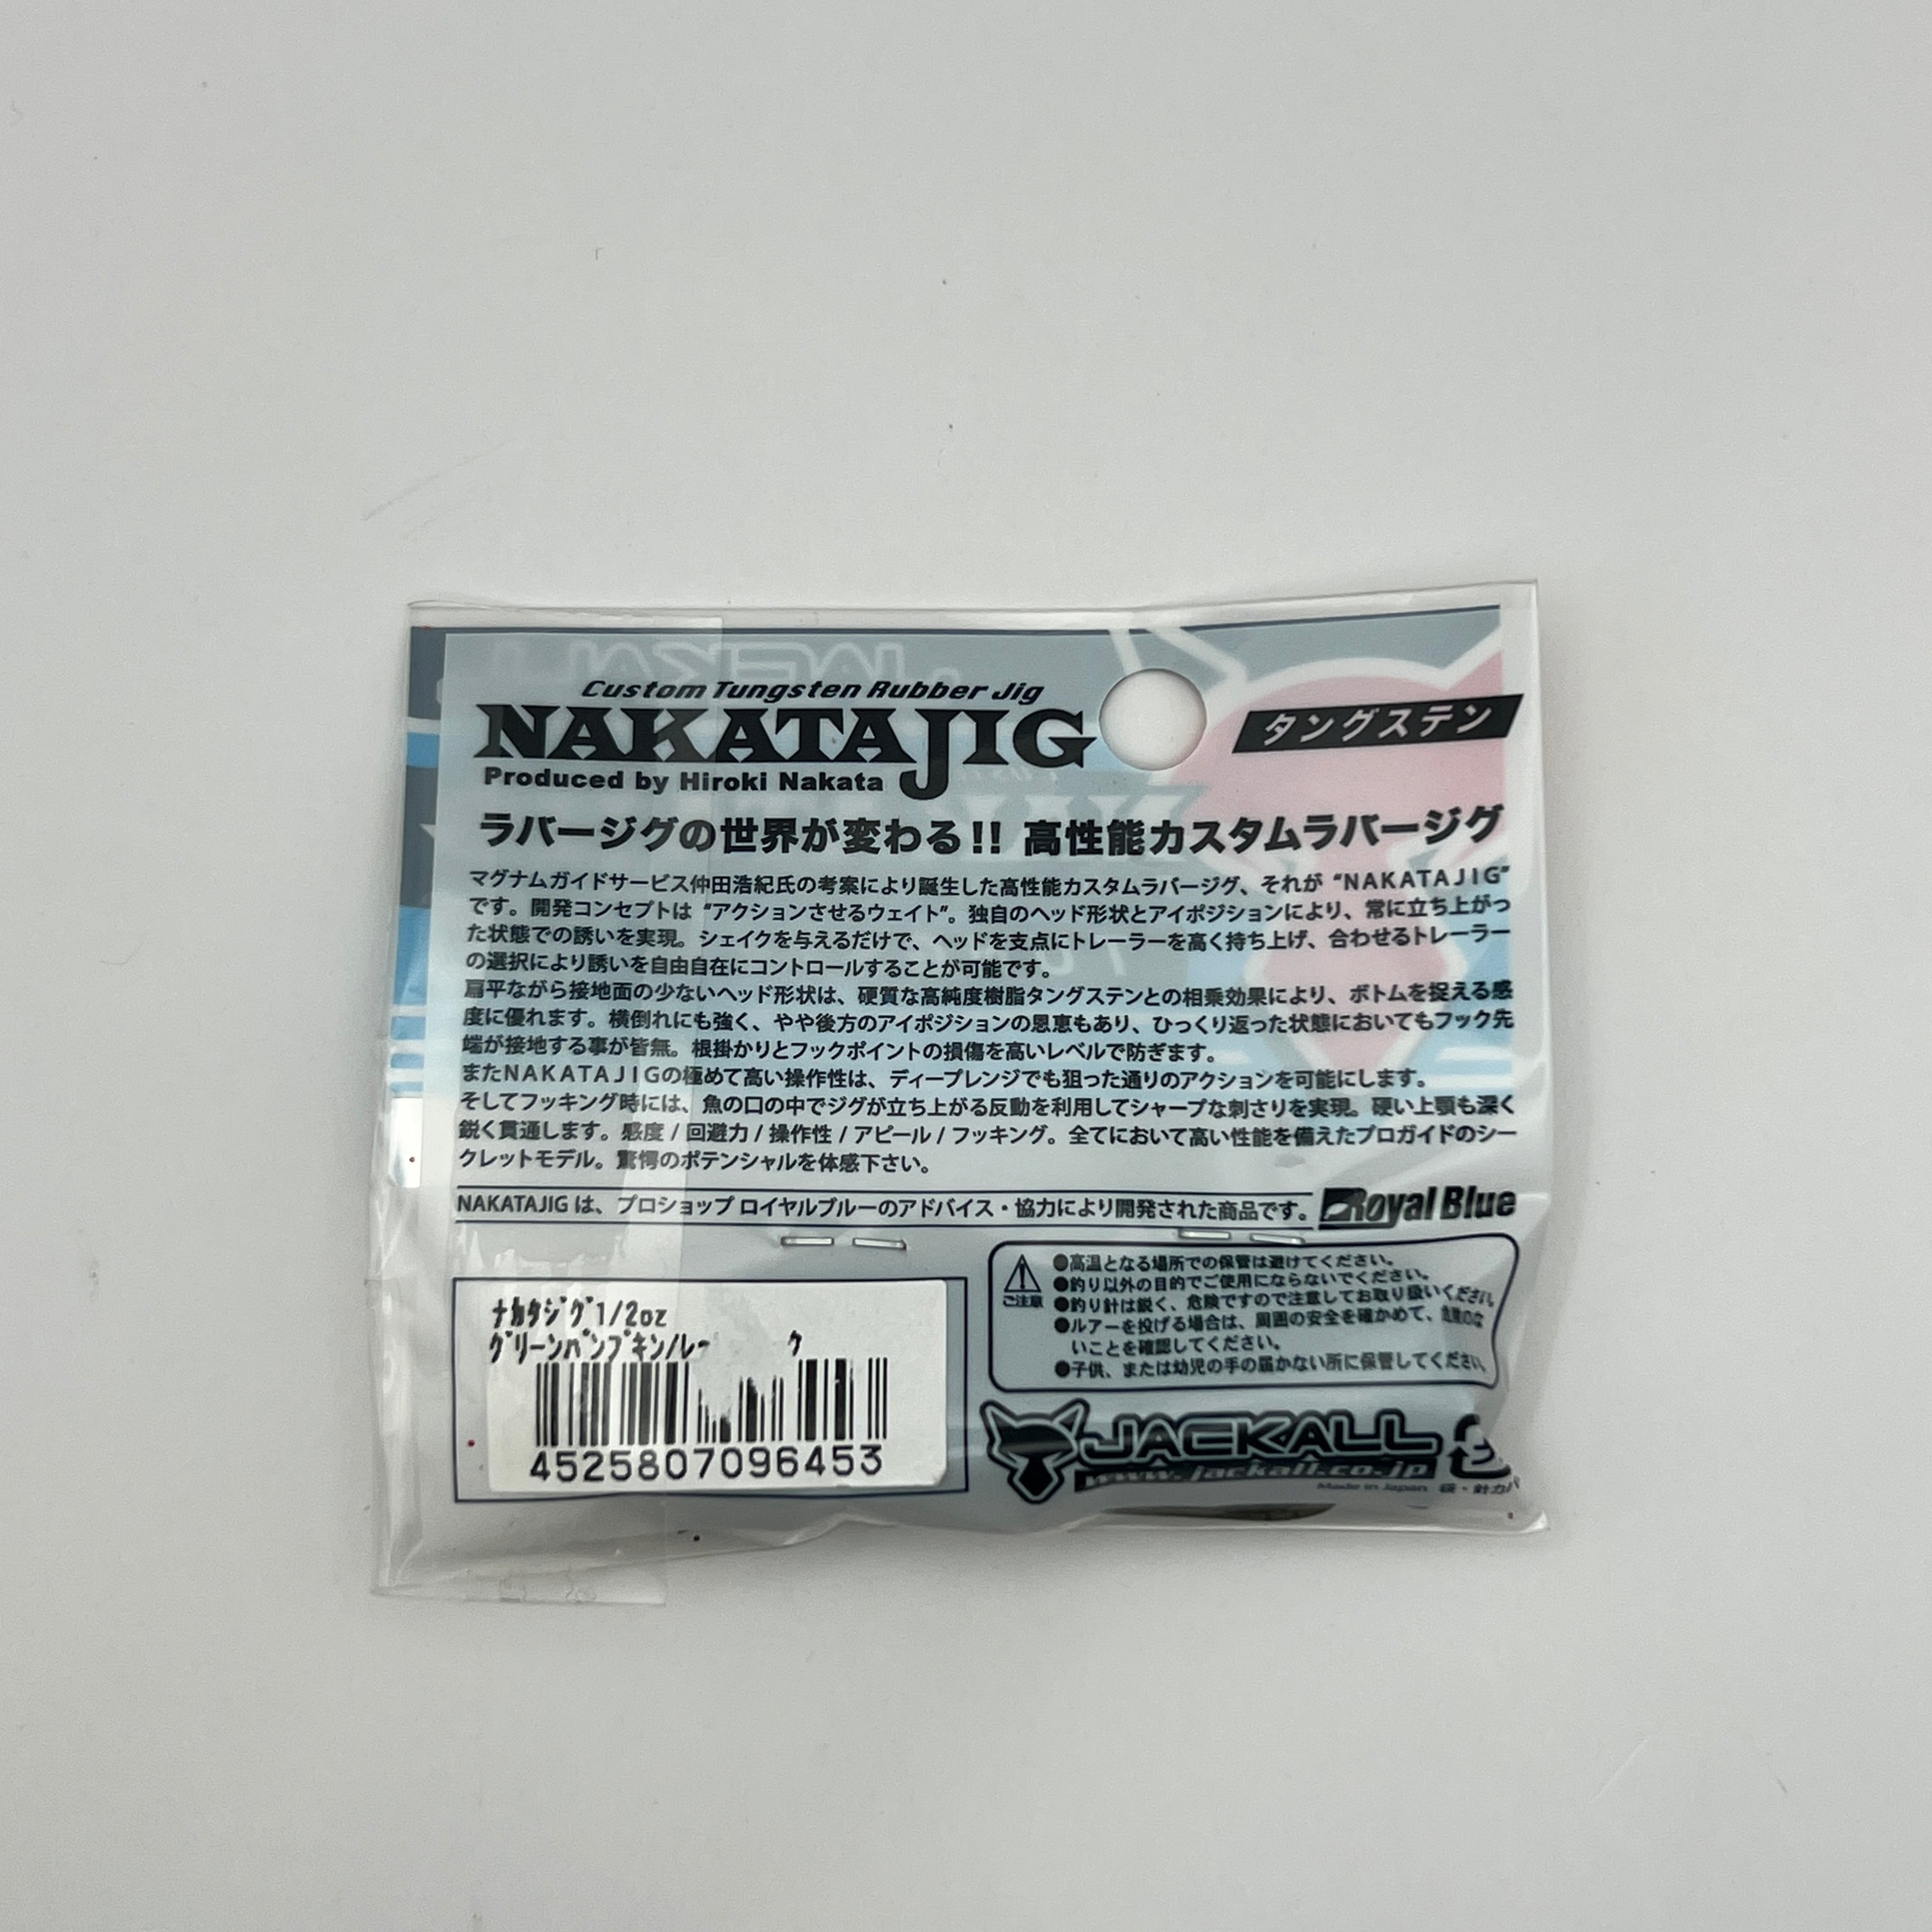 Custom Tungsten Rubber Jig
NAKATAJIG
Produced by Hiroki Nakata
タングステン
ラバージグの世界が変わる!! 高性能カスタムラバージグ
マグナムガイドサービス仲田浩紀氏の考案により誕生した高性能カスタムラバージグ、それが “NAKATAJIG”
です。開発コンセプトは “アクションさせるウェイト”。独自のヘッド形状とアイポジションにより、常に立ち上がっ
た状態での誘いを実現。シェイクを与えるだけで、ヘッドを支点にトレーラーを高く持ち上げ、合わせるトレーラー
の選択により誘いを自由自在にコントロールすることが可能です。
扁平ながら接地面の少ないヘッド形状は、硬質な高純度樹脂タングステンとの相乗効果により、ボトムを捉える感
度に優れます。横倒れにも強く、やや後方のアイポジションの恩恵もあり、ひっくり返った状態においてもフック先
端が接地する事が皆無。根掛かりとフックポイントの損傷を高いレベルで防ぎます。
またNAKATAJIGの極めて高い操作性は、ディープレンジでも狙った通りのアクションを可能にします。
そしてフッキング時には、魚の口の中でジグが立ち上がる反動を利用してシャープな刺さりを実現。硬い上顎も深く
鋭く貫通します。感度 / 回避力 / 操作性 / アピール / フッキング。全てにおいて高い性能を備えたプロガイドのシー
クレットモデル。驚愕のポテンシャルを体感下さい。
NAKATAJIG は、プロショップ ロイヤルブルーのアドバイス・協力により開発された商品です。
Royal Blue
ご注意
●高温となる場所での保管は避けてください。
●釣り以外の目的でご使用にならないでください。
●釣り針は鋭く、危険ですので注意してお取り扱いください。
●ルアーを投げる場合は、周囲の安全を確かめて、危険のな
いことを確認してください。
●子供、または幼児の手の届かない所に保管してください。
ﾅｶﾀｼﾞｸﾞ1/2oz
ｸﾞﾘｰﾝﾊﾟﾝﾌﾟｷﾝ/ﾚ
4525807096453
JACKALL
www.jackall.co.jp
Made in Japan